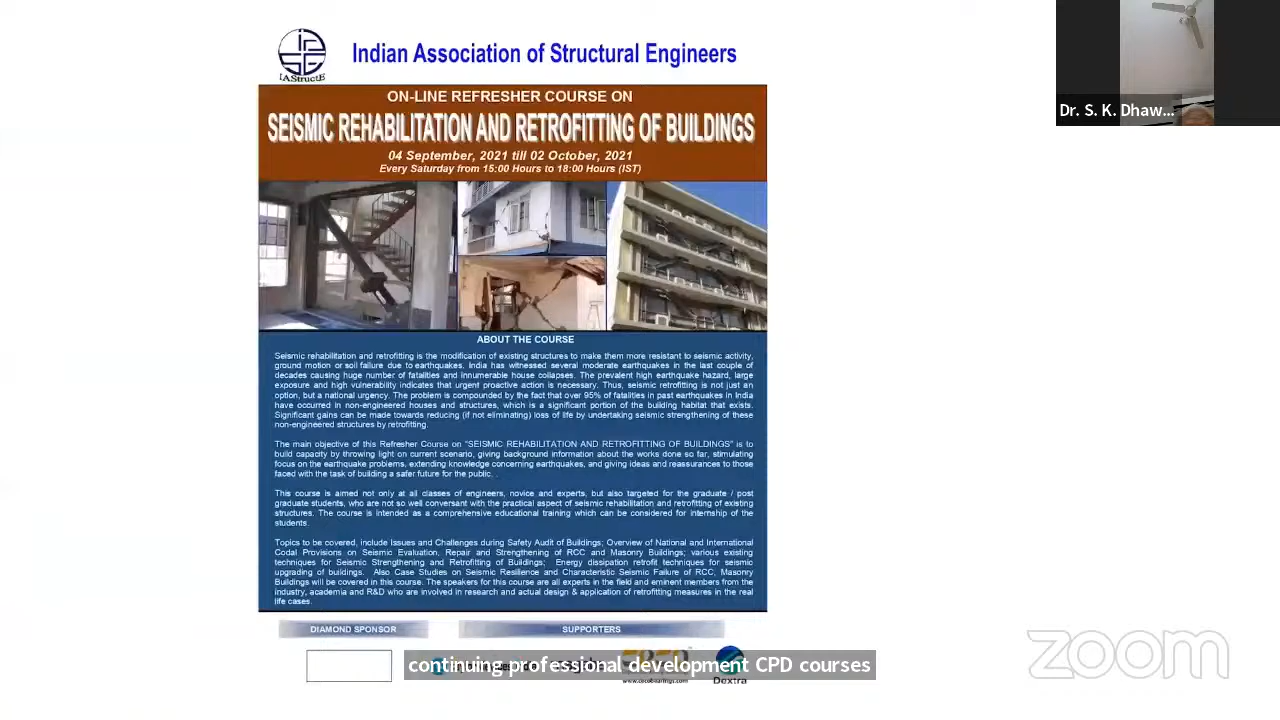 Indian Association of Structural Engineers
IAStructE
ON-LINE REFRESHER COURSE ON
SEISMIC REHABILITATION AND RETROFITTING OF BUILDINGS
04 September, 2021 till 02 October, 2021
Every Saturday from 15:00 Hours to 18:00 Hours (IST)
ABOUT THE COURSE
Seismic rehabilitation and retrofitting is the modification of existing structures to make them more resistant to seismic activity,
ground motion or soil failure due to earthquakes. India has witnessed several moderate earthquakes in the last couple of
decades causing huge number of fatalities and innumerable house collapses. The prevalent high earthquake hazard, large
exposure and high vulnerability indicates that urgent proactive action is necessary. Thus, seismic retrofitting is not just an
option, but a national urgency. The problem is compounded by the fact that over 95% of fatalities in past earthquakes in India
have occurred in non-engineered houses and structures, which is a significant portion of the building habitat that exists.
Significant gains can be made towards reducing (if not eliminating) loss of life by undertaking seismic strengthening of these
non-engineered structures by retrofitting.
The main objective of this Refresher Course on "SEISMIC REHABILITATION AND RETROFITTING OF BUILDINGS" is to
build capacity by throwing light on current scenario, giving background information about the works done so far, stimulating
focus on the earthquake problems, extending knowledge concerning earthquakes, and giving ideas and reassurances to those
faced with the task of building a safer future for the public. .
This course is aimed not only at all classes of engineers, novice and experts, but also targeted for the graduate / post
graduate students, who are not so well conversant with the practical aspect of seismic rehabilitation and retrofitting of existing
structures. The course is intended as a comprehensive educational training which can be considered for internship of the
students.
Topics to be covered, include Issues and Challenges during Safety Audit of Buildings; Overview of National and International
Codal Provisions on Seismic Evaluation, Repair and Strengthening of RCC and Masonry Buildings; various existing
techniques for Seismic Strengthening and Retrofitting of Buildings; Energy dissipation retrofit techniques for seismic
upgrading of buildings. Also Case Studies on Seismic Resilience and Characteristic Seismic Failure of RCC, Masonry
Buildings will be covered in this course. The speakers for this course are all experts in the field and eminent members from the
industry, academia and R&D who are involved in research and actual design & application of retrofitting measures in the real
life cases.
DIAMOND SPONSOR
SUPPORTERS
continuing professional development CPD courses
Dextra
Dr. S. K. Dhaw...
zoom